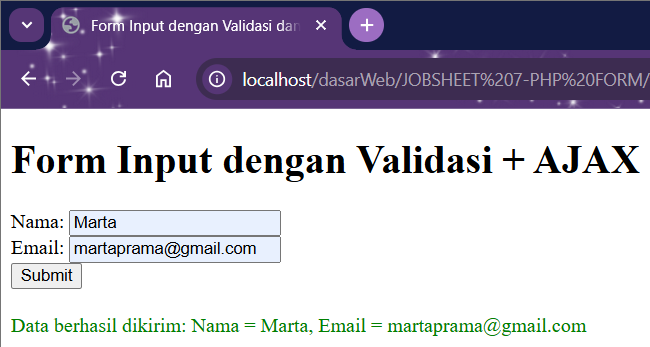 Form Input dengan Validasi dan
localhost/dasarWeb/JOBSHEET%207-PHP%20FORM/
Form Input dengan Validasi + AJAX
Nama: Marta
Email: martaprama@gmail.com
Submit
Data berhasil dikirim: Nama = Marta, Email = martaprama@gmail.com